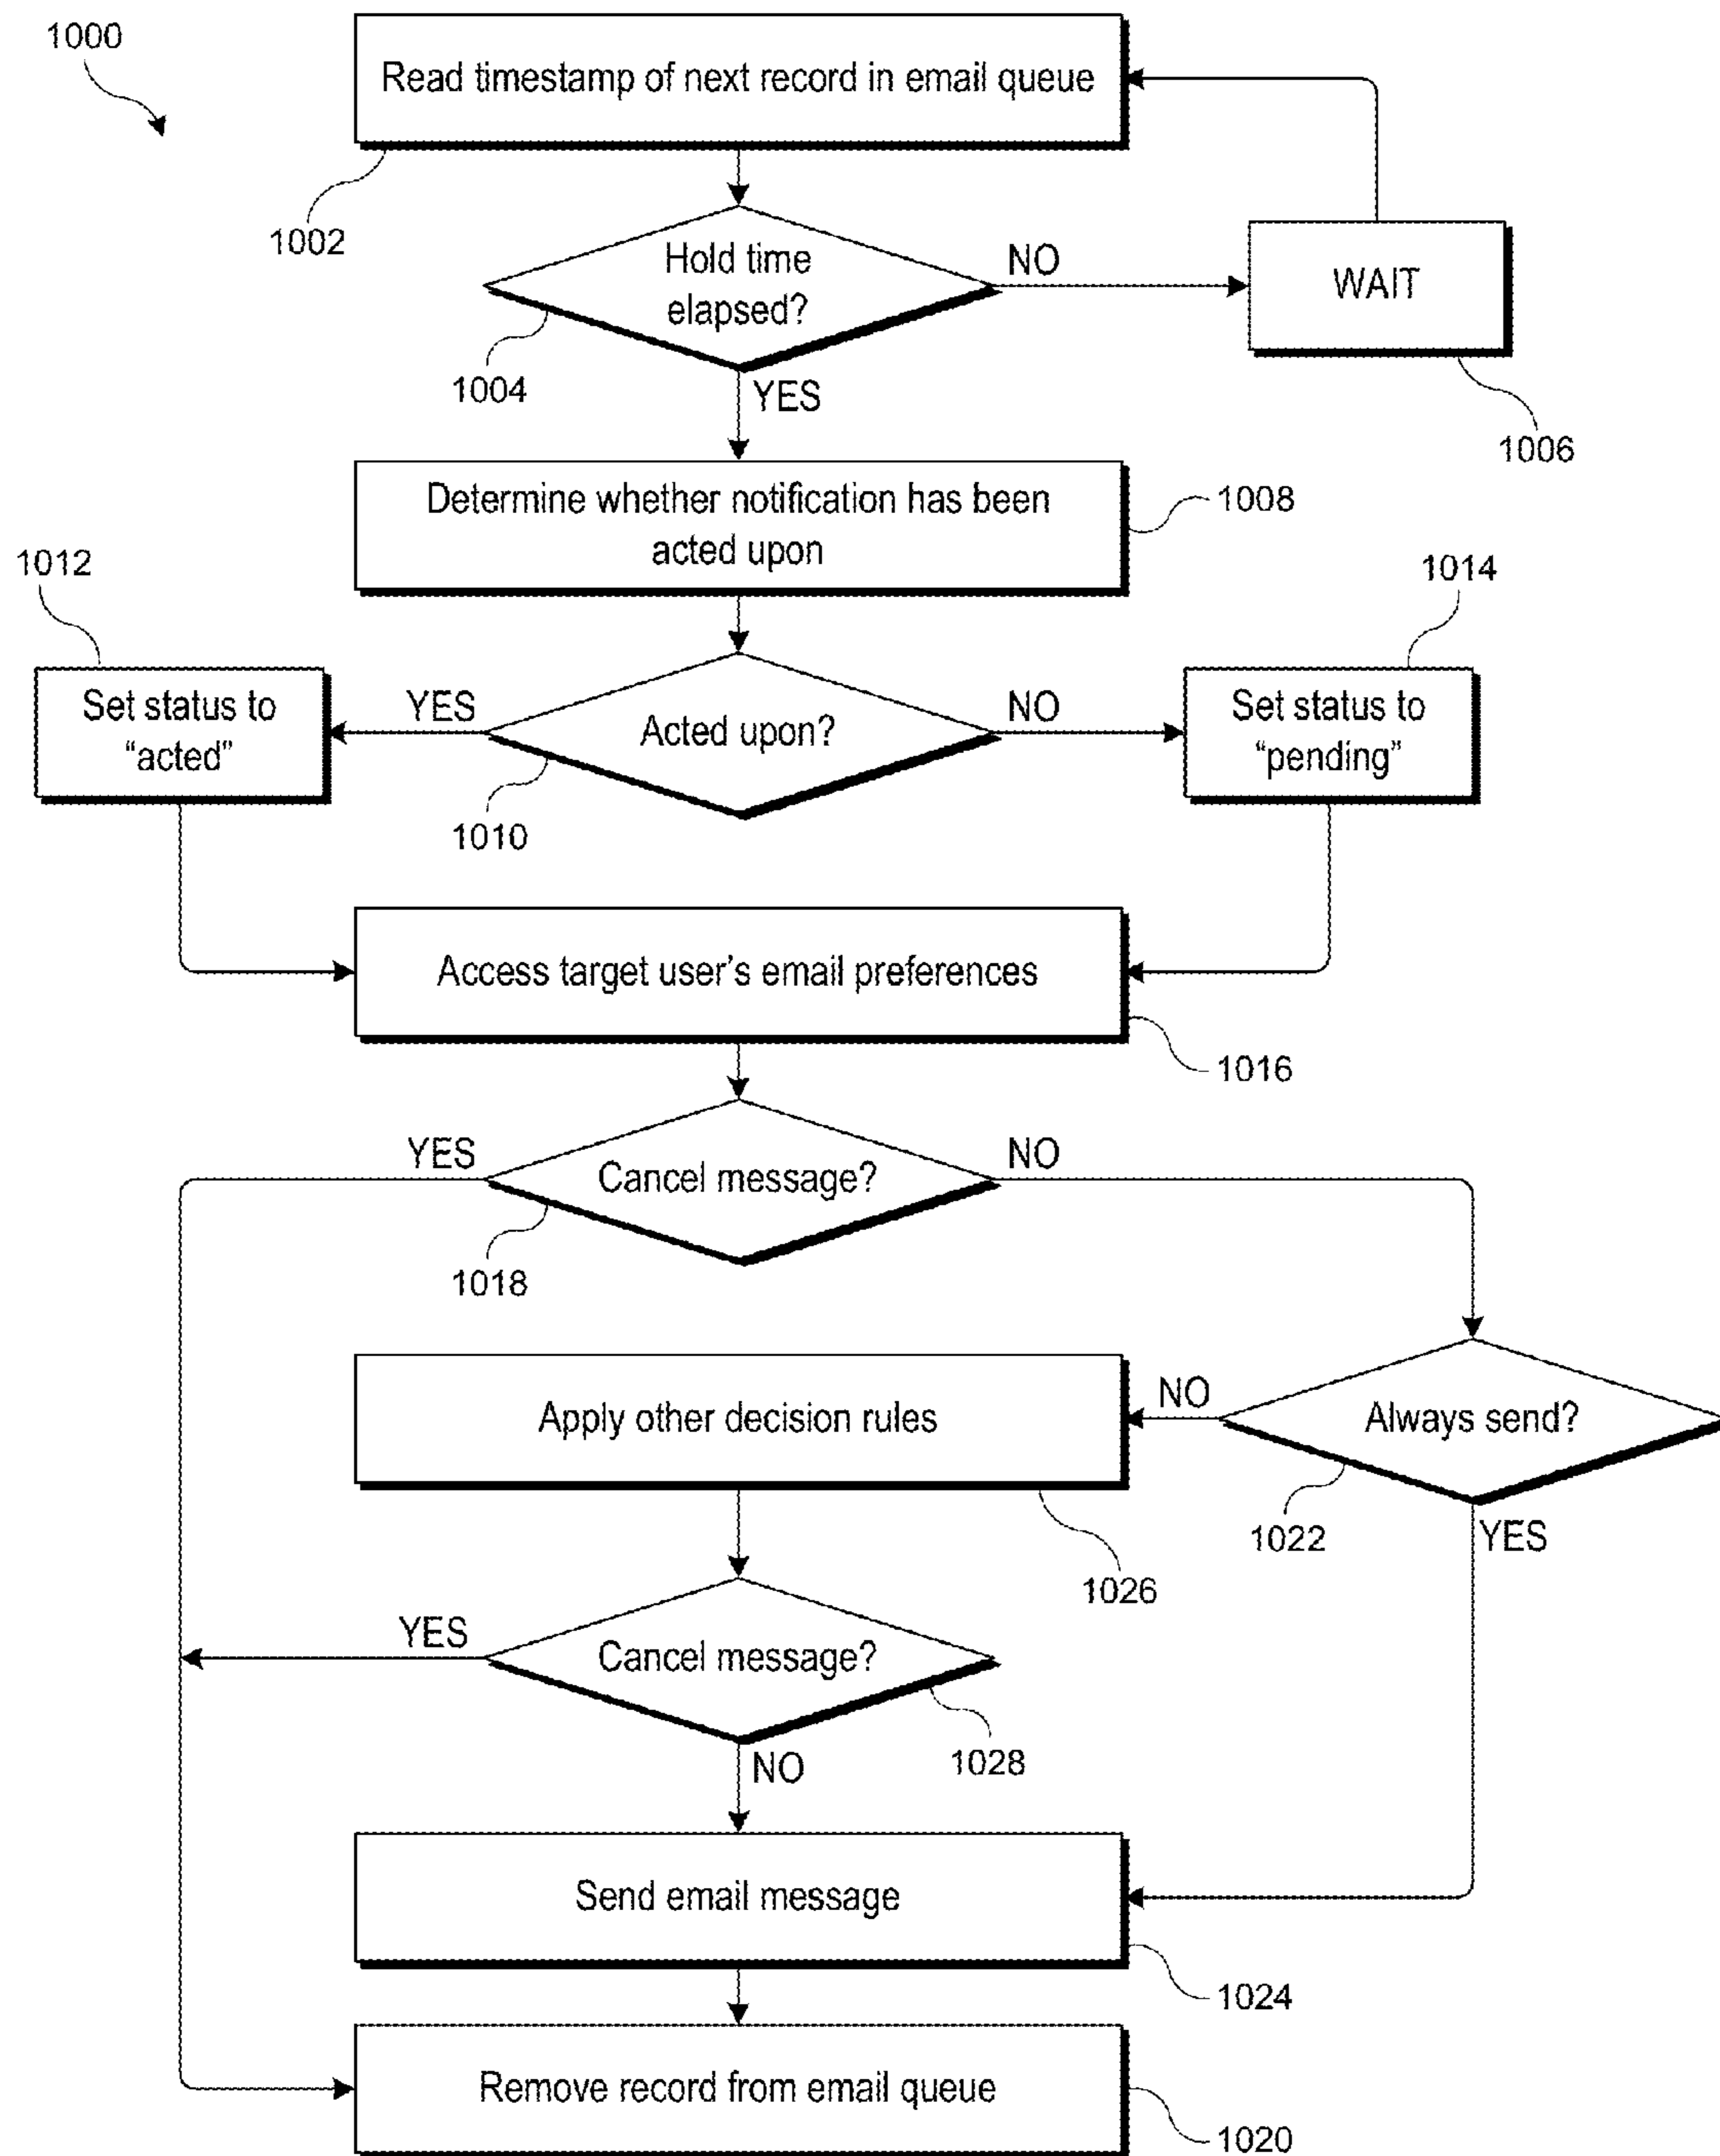 1000
Read timestamp of next record in email queue
1002
Hold time
elapsed?
NO
WAIT
1004
YES
1006
Determine whether notification has been
acted upon
1008
1012
1014
Set status to
“acted”
YES
Acted upon?
NO
Set status to
“pending”
1010
Access target user’s email preferences
1016
YES
Cancel message?
NO
1018
Apply other decision rules
NO
Always send?
1022
YES
1026
YES
Cancel message?
1028
NO
Send email message
1024
Remove record from email queue
1020